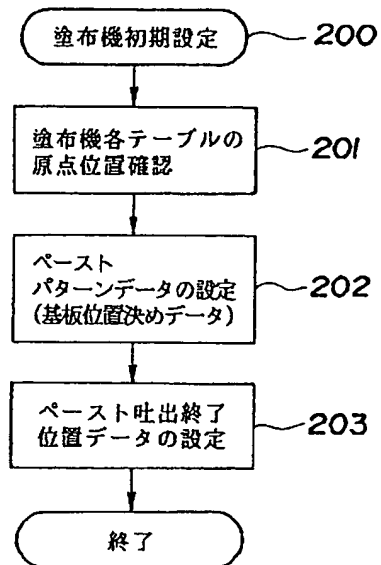 塗布機初期設定
200
塗布機各テーブルの
原点位置確認
201
ペースト
パターンデータの設定
(基板位置決めデータ)
202
ペースト吐出終了
位置データの設定
203
終了